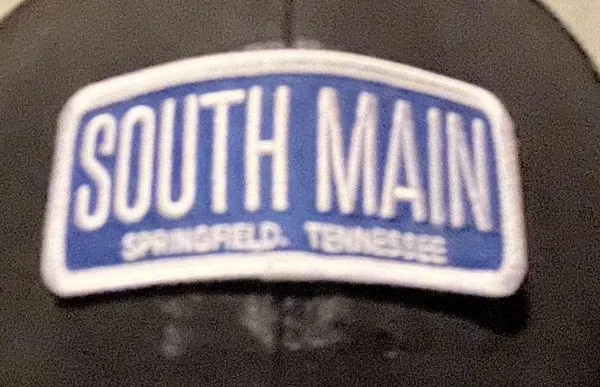 SOUTH MAIN
SPRINGFIELD. TENNESSEE